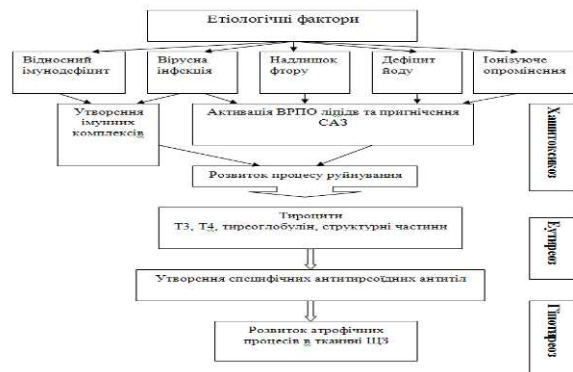 Етіологічні фактори
Відносний
імунодефіцит
Вірусна
інфекція
Надлишок
фтору
Дефіцит
йоду
Іонізуюче
опромінення
Утворення
імунних
комплексів
Активація ВРПО ліпідів та пригнічення
САЗ
Розвиток процесу руйнування
Тироцити
Т3, Т4, тиреоглобулін, структурні частини
Утворення специфічних антитиреоїдних антитіл
Розвиток атрофічних
процесів в тканині ЩЗ
Хашитоксикоз
Еутиреоз
Гіпотиреоз